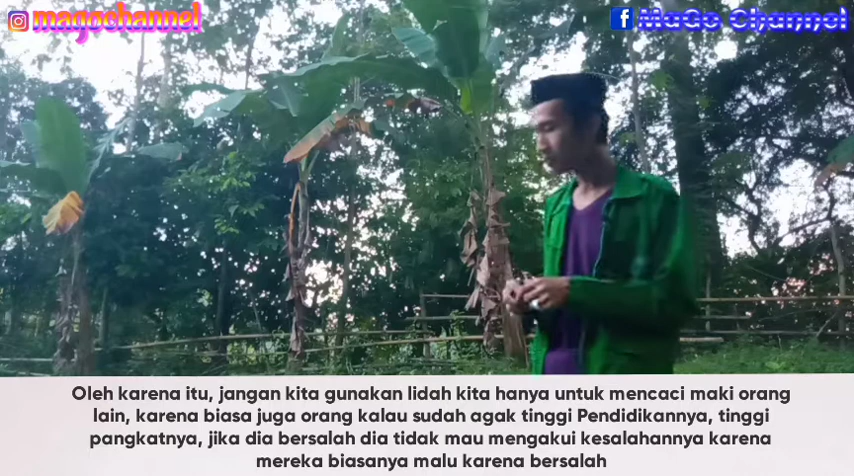 mago channel
MaGo Channel
Oleh karena itu, jangan kita gunakan lidah kita hanya untuk mencaci maki orang
lain, karena biasa juga orang kalau sudah agak tinggi Pendidikannya, tinggi
pangkatnya, jika dia bersalah dia tidak mau mengakui kesalahannya karena
mereka biasanya malu karena bersalah